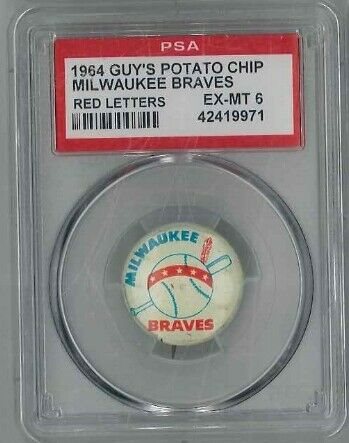 PSA
1964 GUY'S POTATO CHIP
MILWAUKEE BRAVES
RED LETTERS EX-MT 6
42419971
MILWAUKEE
BRAVES